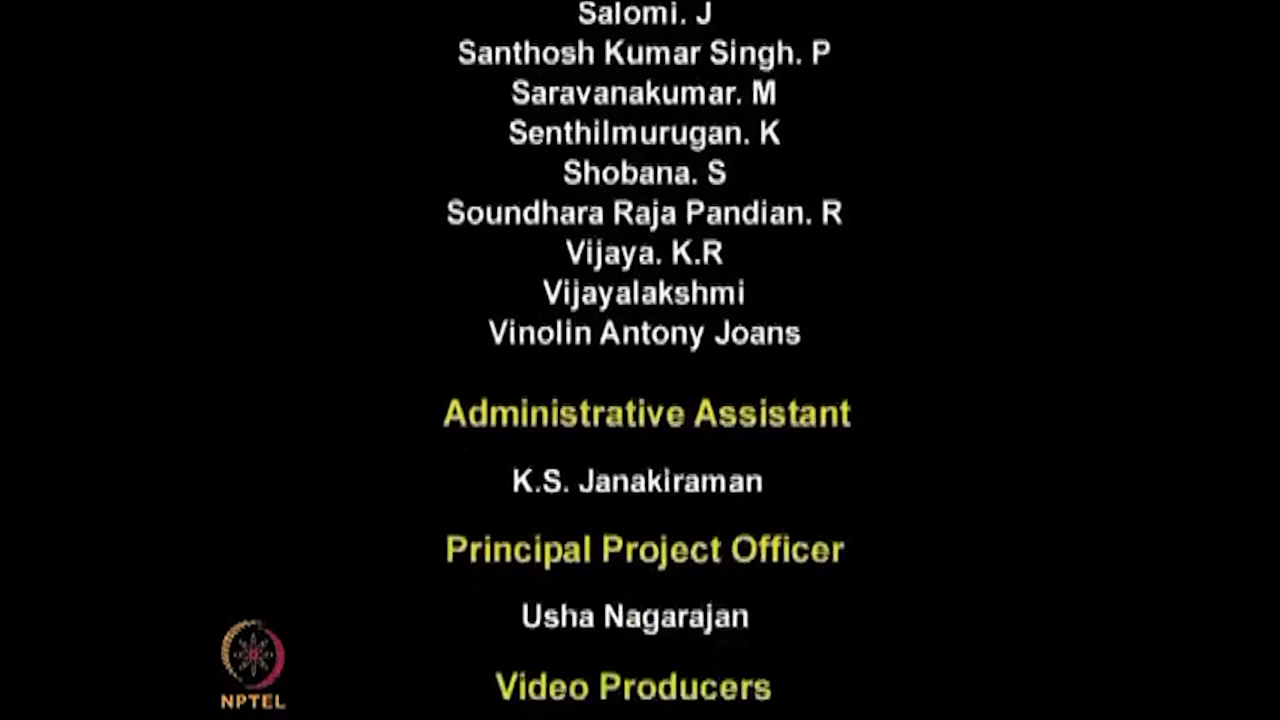 Salomi. J
Santhosh Kumar Singh. P
Saravanakumar. M
Senthilmurugan. K
Shobana. S
Soundhara Raja Pandian. R
Vijaya. K.R
Vijayalakshmi
Vinolin Antony Joans
Administrative Assistant
K.S. Janakiraman
Principal Project Officer
Usha Nagarajan
Video Producers
NPTEL